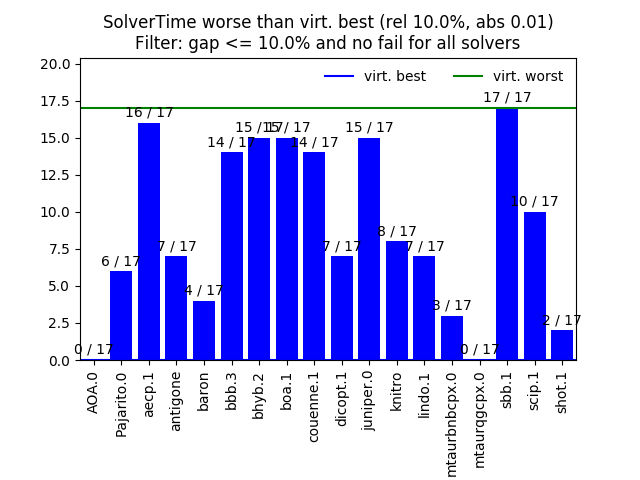 SolverTime worse than virt. best (rel 10.0%, abs 0.01)
Filter: gap <= 10.0% and no fail for all solvers
virt. best
virt. worst
20.0
17.5
15.0
12.5
10.0
7.5
5.0
2.5
0.0
0 / 17
6 / 17
16 / 17
7 / 17
4 / 17
14 / 17
15 / 17
15 / 17
14 / 17
7 / 17
15 / 17
8 / 17
7 / 17
3 / 17
0 / 17
17 / 17
10 / 17
2 / 17
AOA.0
Pajarito.0
aecp.1
antigone
baron
bbb.3
bhyb.2
boa.1
couenne.1
dicopt.1
juniper.0
knitro
lindo.1
mtaurbnbcpx.0
mtaurqgcpx.0
sbb.1
scip.1
shot.1